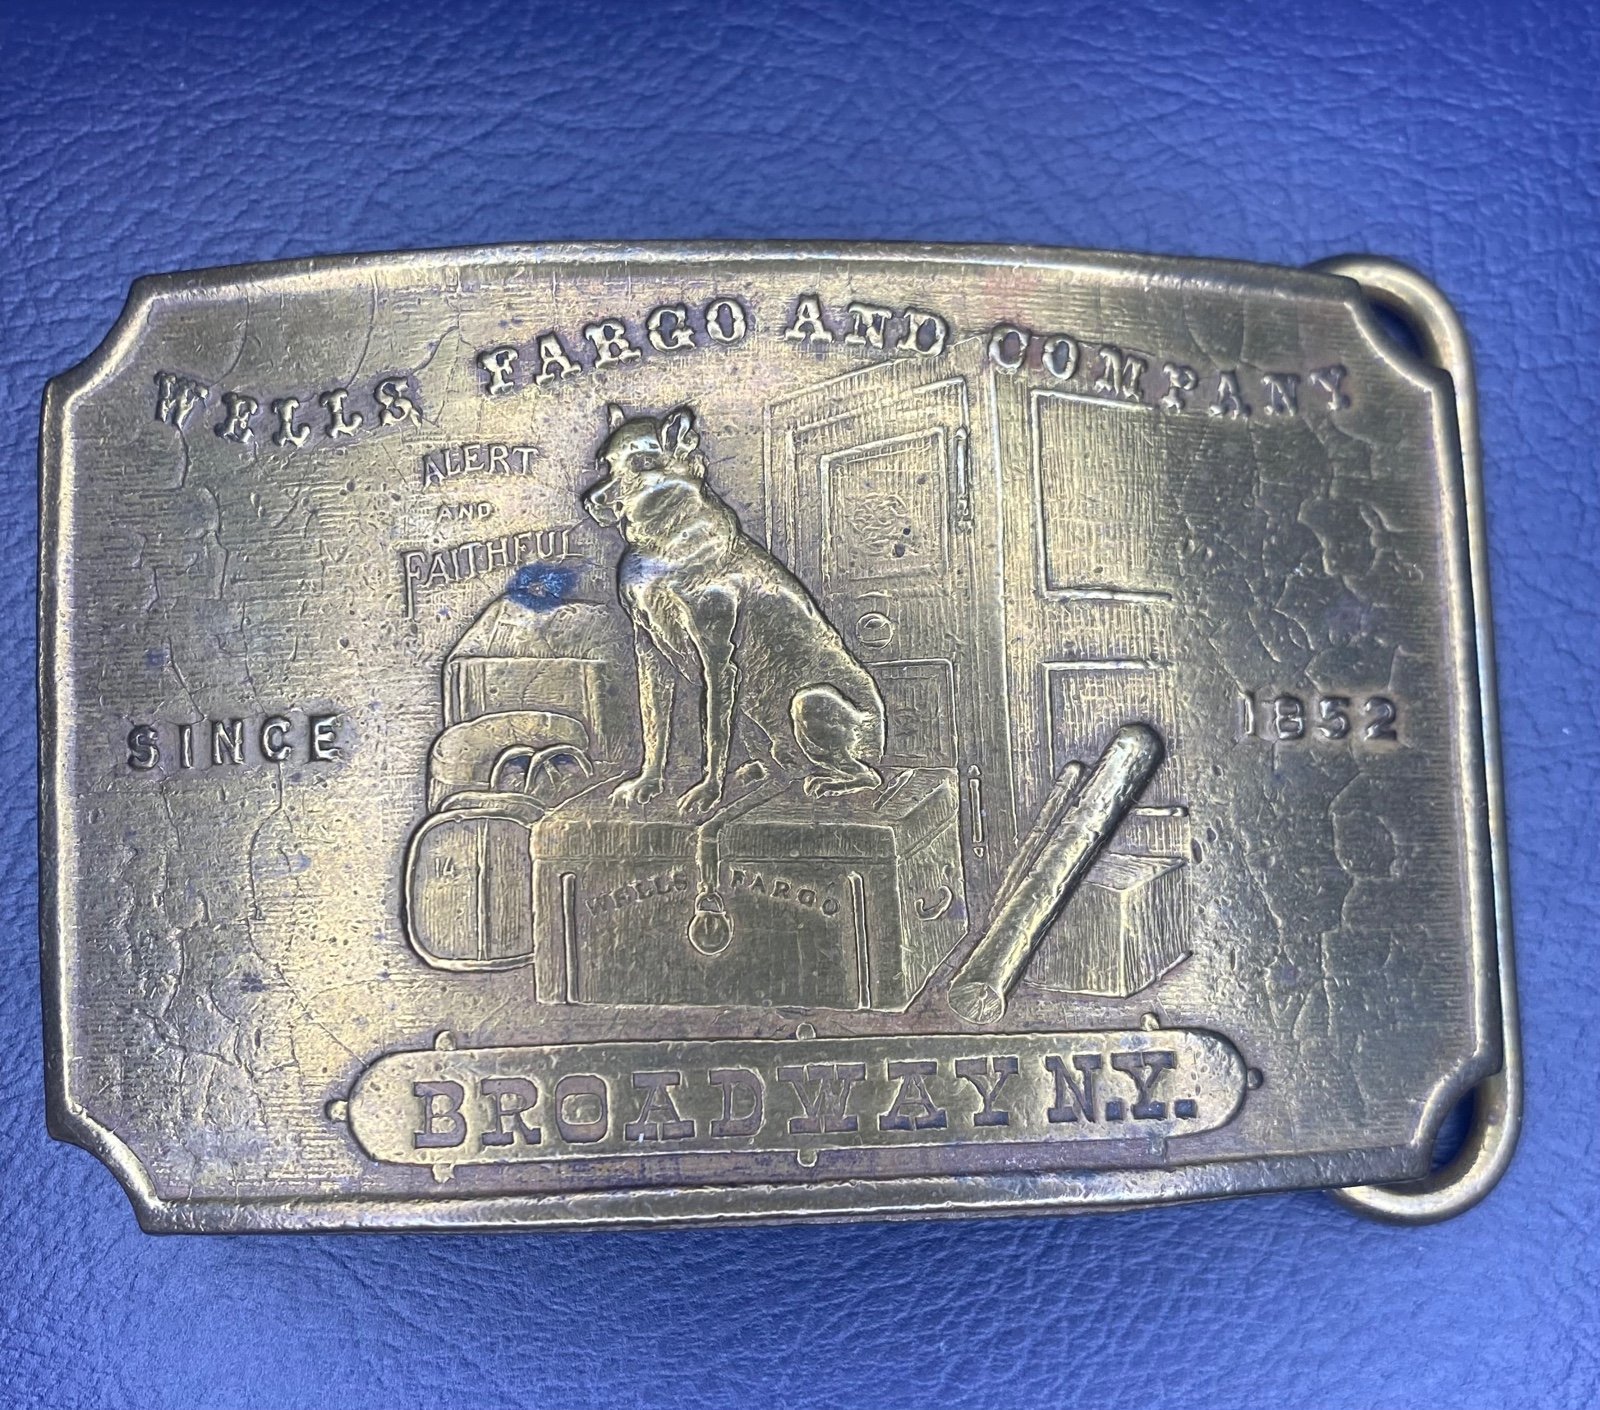 WELLS FARGO AND COMPANY
ALERT
AND
FAITHFUL
SINCE
1852
14
WELLS FARGO
BROADWAY N.Y.